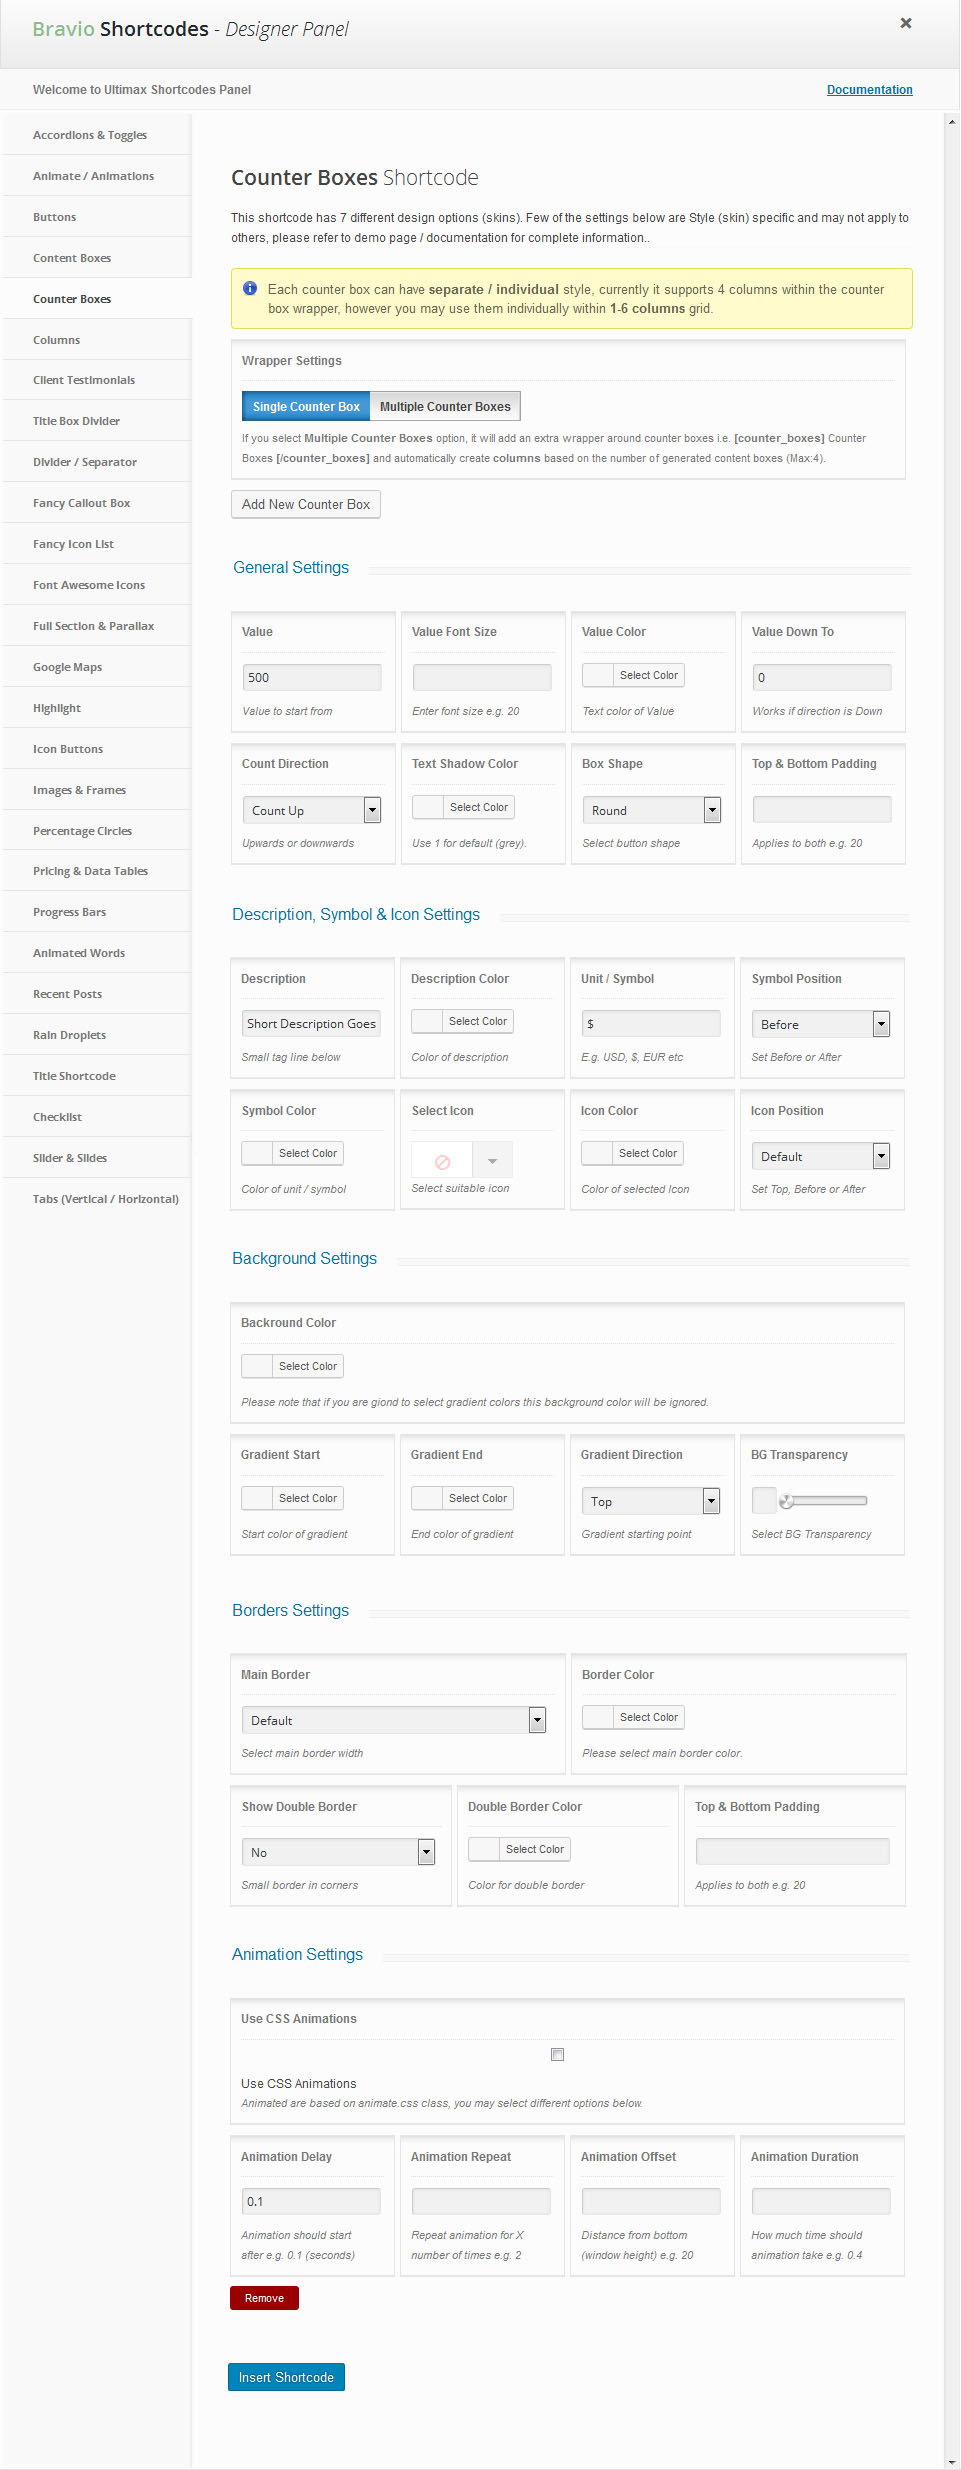 Bravio Shortcodes - Designer Panel
Welcome to Ultimax Shortcodes Panel
Documentation
Accordions & Toggles
Animate / Animations
Buttons
Content Boxes
Counter Boxes
Columns
Client Testimonials
Title Box Divider
Divider / Separator
Fancy Callout Box
Fancy Icon List
Font Awesome Icons
Full Section & Parallax
Google Maps
Highlight
Icon Buttons
Images & Frames
Percentage Circles
Pricing & Data Tables
Progress Bars
Animated Words
Recent Posts
Rain Droplets
Title Shortcode
Checklist
Slider & Slides
Tabs (Vertical / Horizontal)
Counter Boxes Shortcode
This shortcode has 7 different design options (skins). Few of the settings below are Style (skin) specific and may not apply to
others, please refer to demo page / documentation for complete information..
Each counter box can have separate / individual style, currently it supports 4 columns within the counter
box wrapper, however you may use them individually within 1-6 columns grid.
Wrapper Settings
Single Counter Box Multiple Counter Boxes
If you select Multiple Counter Boxes option, it will add an extra wrapper around counter boxes i.e. [counter_boxes] Counter
Boxes [/counter_boxes] and automatically create columns based on the number of generated content boxes (Max:4).
Add New Counter Box
General Settings
Value Value Font Size Value Color Value Down To
500 Select Color 0
Value to start from Enter font size e.g. 20 Text color of Value Works if direction is Down
Count Direction Text Shadow Color Box Shape Top & Bottom Padding
Count Up Select Color Round
Upwards or downwards Use 1 for default (grey). Select button shape Applies to both e.g. 20
Description, Symbol & Icon Settings
Description Description Color Unit / Symbol Symbol Position
Short Description Goes Select Color $ Before
Small tag line below Color of description E.g. USD, $, EUR etc Set Before or After
Symbol Color Select Icon Icon Color Icon Position
Select Color Select Color Default
Color of unit / symbol Select suitable icon Color of selected Icon Set Top, Before or After
Background Settings
Backround Color
Select Color
Please note that if you are giond to select gradient colors this background color will be ignored.
Gradient Start Gradient End Gradient Direction BG Transparency
Select Color Select Color Top
Start color of gradient End color of gradient Gradient starting point Select BG Transparency
Borders Settings
Main Border Border Color
Default Select Color
Select main border width Please select main border color.
Show Double Border Double Border Color Top & Bottom Padding
No Select Color
Small border in corners Color for double border Applies to both e.g. 20
Animation Settings
Use CSS Animations
Use CSS Animations
Animated are based on animate.css class, you may select different options below.
Animation Delay Animation Repeat Animation Offset Animation Duration
0.1
Animation should start Repeat animation for X Distance from bottom How much time should
after e.g. 0.1 (seconds) number of times e.g. 2 (window height) e.g. 20 animation take e.g. 0.4
Remove
Insert Shortcode